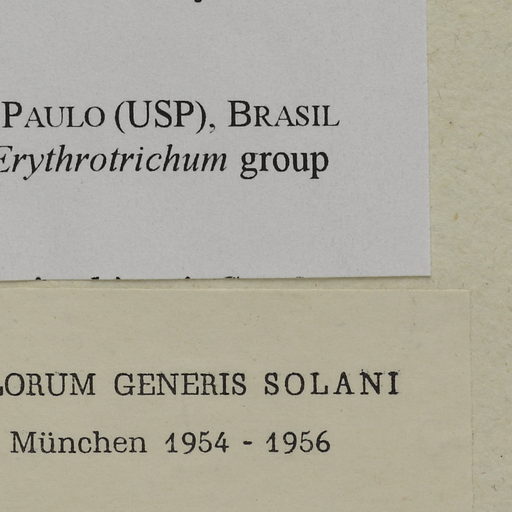 PAULO (USP), BRASIL
Erythrotrichum group
LORUM GENERIS SOLANI
München 1954 - 1956